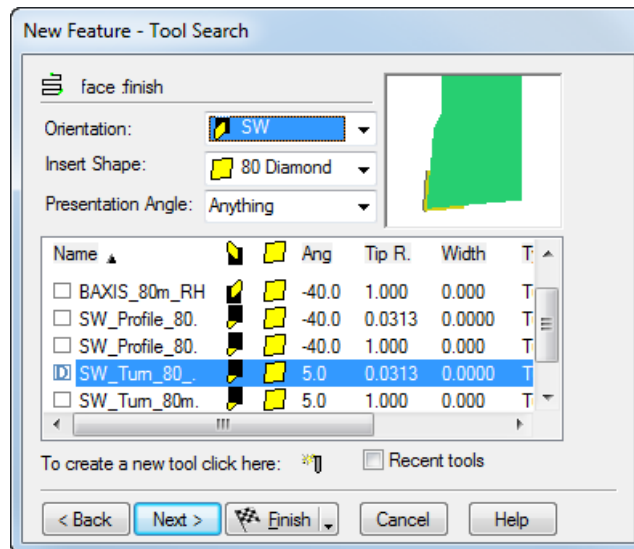 New Feature - Tool Search
face finish
Orientation: SW
Insert Shape: 80 Diamond
Presentation Angle: Anything
Name Ang Tip R. Width T
BAXIS_80m_RH -40.0 1.000 0.000 T
SW_Profile_80. -40.0 0.0313 0.0000 T
SW_Profile_80. -40.0 1.000 0.000 T
D SW_Turn_80_. 5.0 0.0313 0.0000 T
SW_Turn_80m. 5.0 1.000 0.000 T
To create a new tool click here: Recent tools
< Back Next > Finish Cancel Help